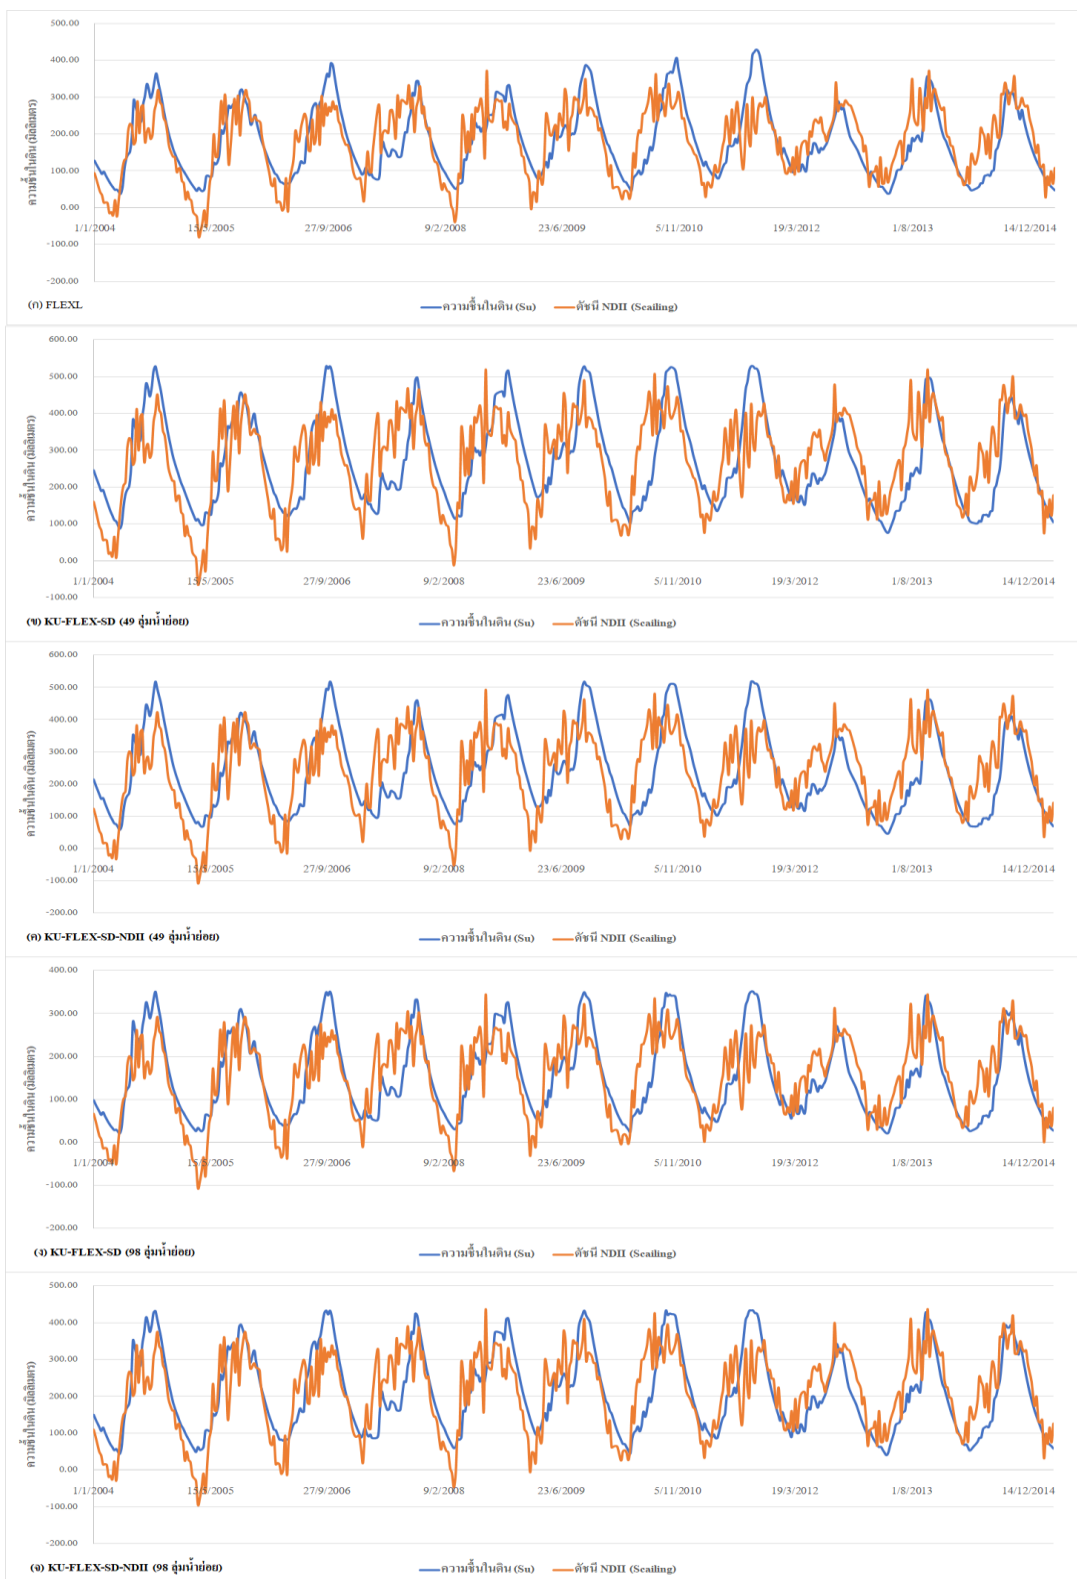 500.00
400.00
300.00
200.00
100.00
0.00
-100.00
-200.00
ความชื้นในดิน (มิลลิเมตร)
1/1/2004 15/5/2005 27/9/2006 9/2/2008 23/6/2009 5/11/2010 19/3/2012 1/8/2013 14/12/2014
(ก) FLEXL
ความชื้นในดิน (Su) ดัชนี NDII (Scailing)
600.00
500.00
400.00
300.00
200.00
100.00
0.00
-100.00
ความชื้นในดิน (มิลลิเมตร)
1/1/2004 15/5/2005 27/9/2006 9/2/2008 23/6/2009 5/11/2010 19/3/2012 1/8/2013 14/12/2014
(ข) KU-FLEX-SD (49 ลุ่มน้ำย่อย)
ความชื้นในดิน (Su) ดัชนี NDII (Scailing)
600.00
500.00
400.00
300.00
200.00
100.00
0.00
-100.00
-200.00
ความชื้นในดิน (มิลลิเมตร)
1/1/2004 15/5/2005 27/9/2006 9/2/2008 23/6/2009 5/11/2010 19/3/2012 1/8/2013 14/12/2014
(ค) KU-FLEX-SD-NDII (49 ลุ่มน้ำย่อย)
ความชื้นในดิน (Su) ดัชนี NDII (Scailing)
400.00
300.00
200.00
100.00
0.00
-100.00
-200.00
ความชื้นในดิน (มิลลิเมตร)
1/1/2004 15/5/2005 27/9/2006 9/2/2008 23/6/2009 5/11/2010 19/3/2012 1/8/2013 14/12/2014
(ง) KU-FLEX-SD (98 ลุ่มน้ำย่อย)
ความชื้นในดิน (Su) ดัชนี NDII (Scailing)
500.00
400.00
300.00
200.00
100.00
0.00
-100.00
-200.00
ความชื้นในดิน (มิลลิเมตร)
1/1/2004 15/5/2005 27/9/2006 9/2/2008 23/6/2009 5/11/2010 19/3/2012 1/8/2013 14/12/2014
(จ) KU-FLEX-SD-NDII (98 ลุ่มน้ำย่อย)
ความชื้นในดิน (Su) ดัชนี NDII (Scailing)